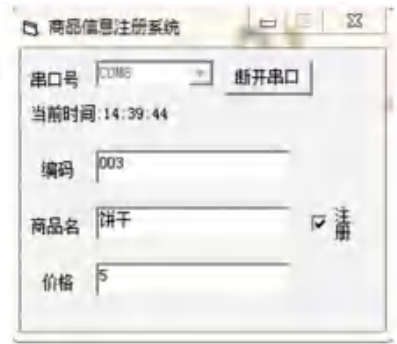 商品信息注册系统
串口号 COM8 断开串口
当前时间:14:39:44
编码 003
商品名 饼干 注册
价格 5